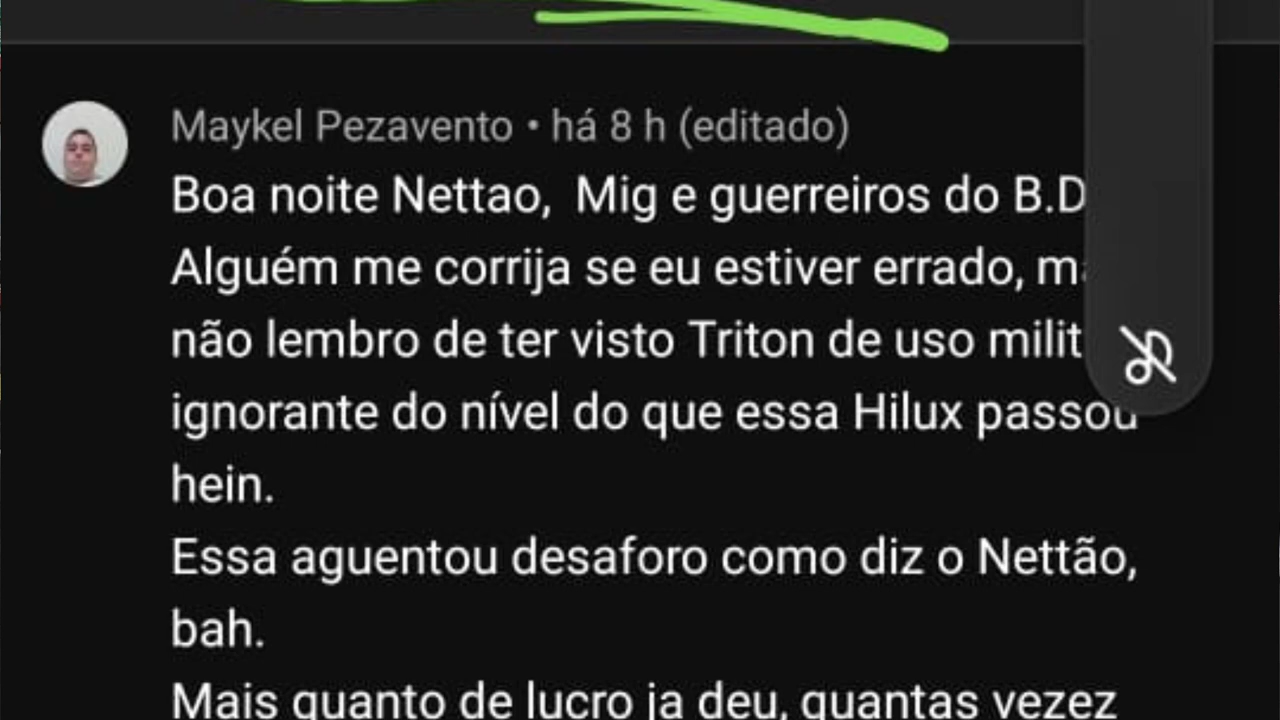 Maykel Pezavento • há 8 h (editado)
Boa noite Nettao, Mig e guerreiros do B.D
Alguém me corrija se eu estiver errado,
não lembro de ter visto Triton de uso
ignorante do nível do que essa Hilux passou
hein.
Essa aguentou desaforo como diz o Nettão,
bah.
Mais quanto de lucro ja deu, quantas vezez